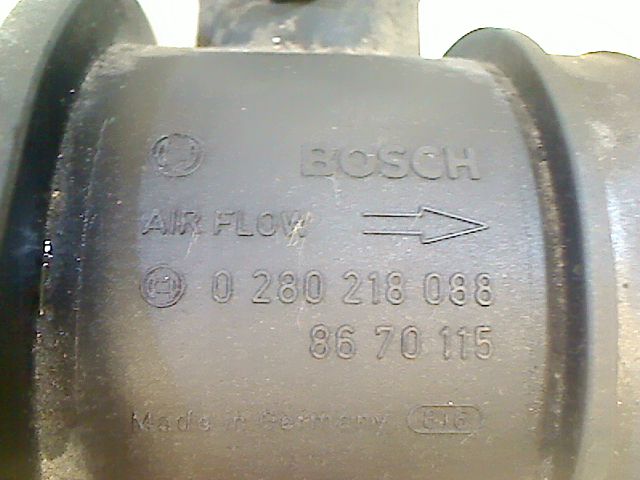 BOSCH
AIR FLOW
0 280 218 088
86 70 115
Made in Germany